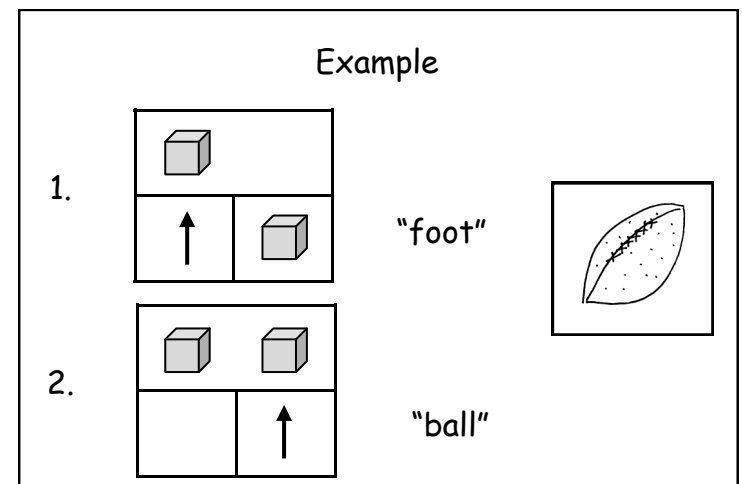 Example
1.
“foot”
2.
“ball”